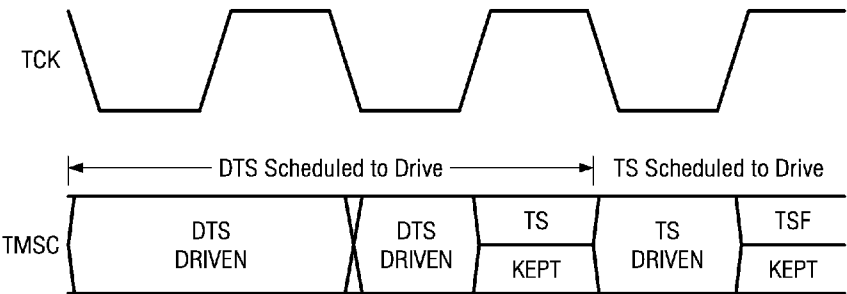 TCK
DTS Scheduled to Drive
TS Scheduled to Drive
TMSC
DTS
DRIVEN
DTS
DRIVEN
TS
KEPT
TS
DRIVEN
TSF
KEPT